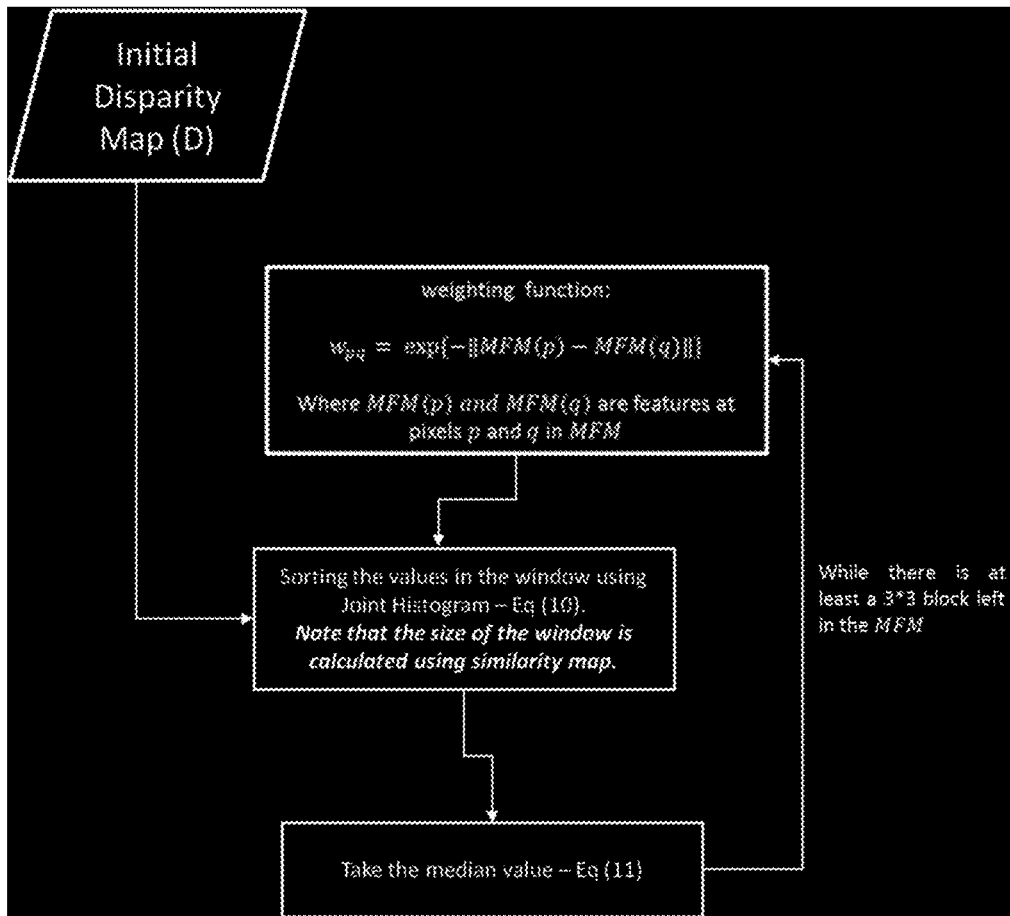 Initial
Disparity
Map (D)
weighting function:
w_{pq} = exp{-||MFM(p) − MFM(q)||}
Where MFM(p) and MFM(q) are features at
pixels p and q in MFM
Sorting the values in the window using
Joint Histogram – Eq (10).
Note that the size of the window is
calculated using similarity map.
While there is at
least a 3*3 block left
in the MFM
Take the median value – Eq (11)